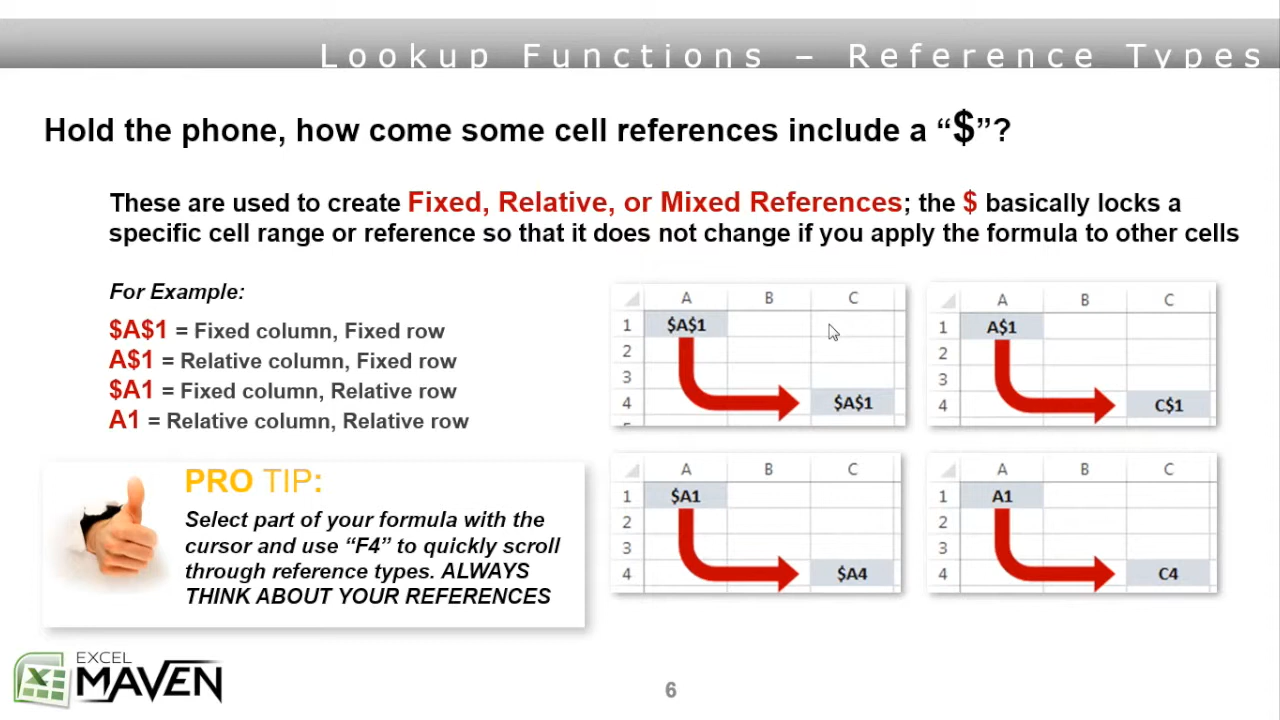 Lookup Functions – Reference Types
Hold the phone, how come some cell references include a “$”?
These are used to create Fixed, Relative, or Mixed References; the $ basically locks a
specific cell range or reference so that it does not change if you apply the formula to other cells
For Example:
$A$1 = Fixed column, Fixed row
A$1 = Relative column, Fixed row
$A1 = Fixed column, Relative row
A1 = Relative column, Relative row
A B C
1 $A$1
2
3
4 $A$1
A B C
1 A$1
2
3
4 C$1
A B C
1 $A1
2
3
4 $A4
A B C
1 A1
2
3
4 C4
PRO TIP:
Select part of your formula with the
cursor and use “F4” to quickly scroll
through reference types. ALWAYS
THINK ABOUT YOUR REFERENCES
EXCEL
MAVEN
6